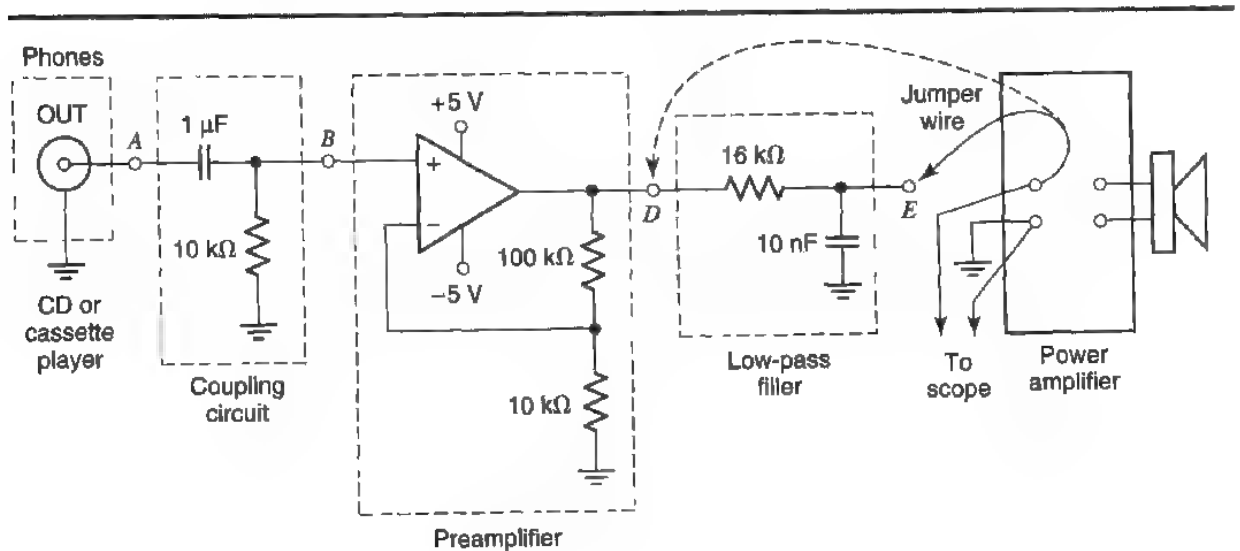 Phones
OUT
A
1 µF
10 kΩ
CD or
cassette
player
Coupling
circuit
B
+5 V
+
−
−5 V
100 kΩ
10 kΩ
Preamplifier
D
16 kΩ
10 nF
Low-pass
filler
E
Jumper
wire
To
scope
Power
amplifier